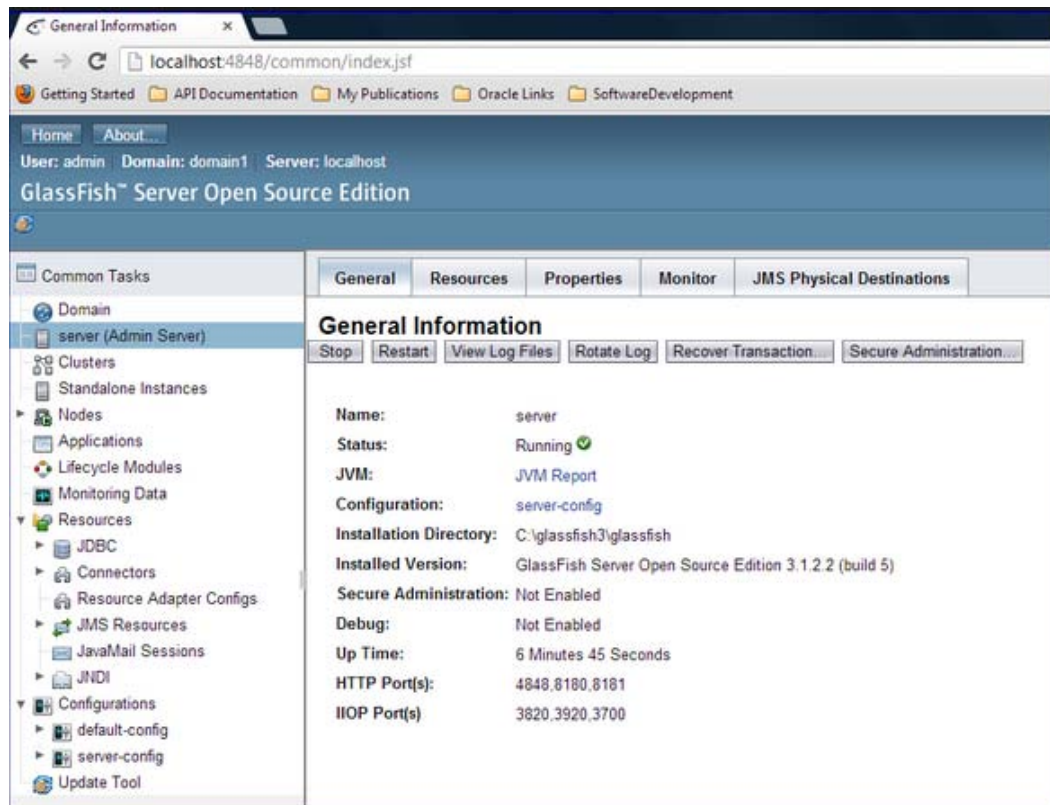 General Information
localhost:4848/common/index.jsf
Getting Started API Documentation My Publications Oracle Links SoftwareDevelopment
Home About...
User: admin Domain: domain1 Server: localhost
GlassFish™ Server Open Source Edition
Common Tasks
Domain
server (Admin Server)
Clusters
Standalone Instances
Nodes
Applications
Lifecycle Modules
Monitoring Data
Resources
JDBC
Connectors
Resource Adapter Configs
JMS Resources
JavaMail Sessions
JNDI
Configurations
default-config
server-config
Update Tool
General Resources Properties Monitor JMS Physical Destinations
General Information
Stop Restart View Log Files Rotate Log Recover Transaction... Secure Administration...
Name: server
Status: Running
JVM: JVM Report
Configuration: server-config
Installation Directory: C:\glassfish3\glassfish
Installed Version: GlassFish Server Open Source Edition 3.1.2.2 (build 5)
Secure Administration: Not Enabled
Debug: Not Enabled
Up Time: 6 Minutes 45 Seconds
HTTP Port(s): 4848,8180,8181
IIOP Port(s) 3820,3920,3700